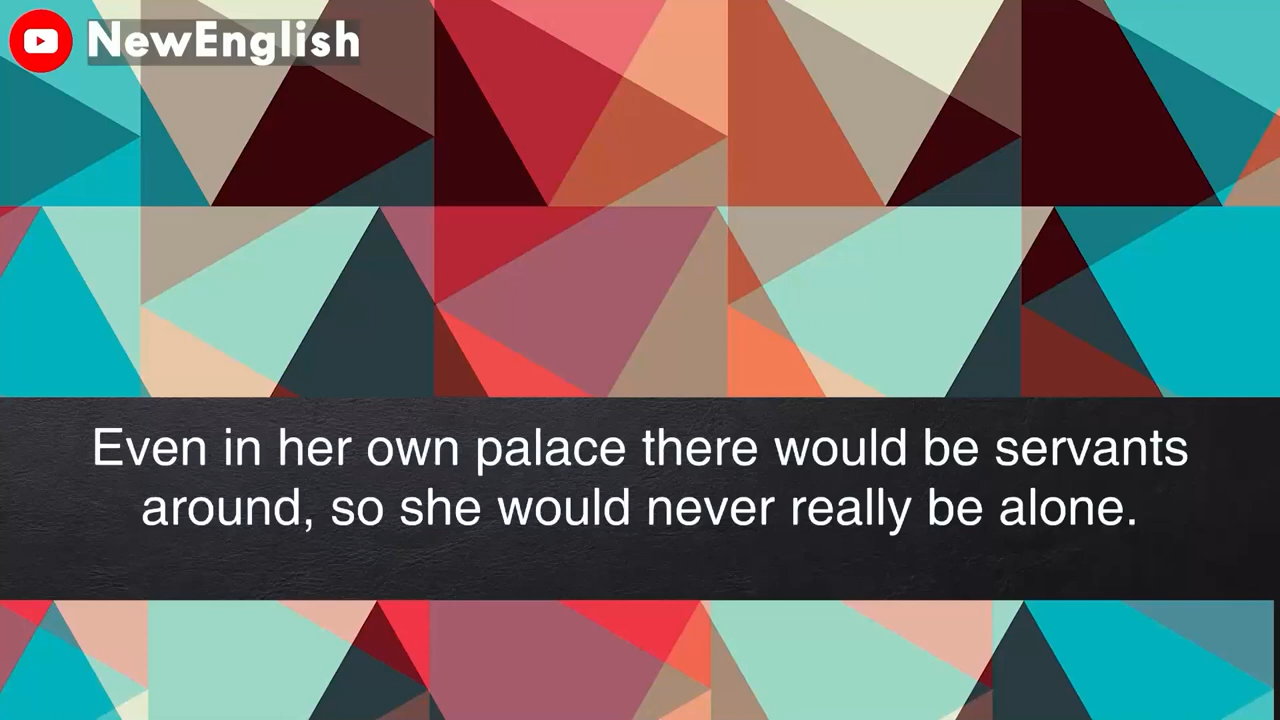 NewEnglish
Even in her own palace there would be servants
around, so she would never really be alone.